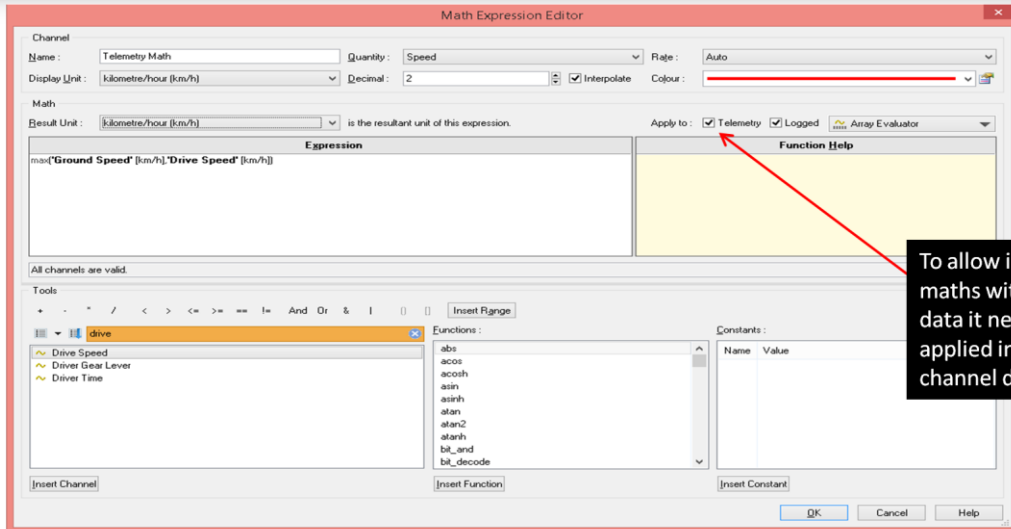 Math Expression Editor
Channel
Name : Telemetry Math Quantity : Speed Rate : Auto
Display Unit : kilometre/hour (km/h) Decimal : 2 Interpolate Colour :
Math
Result Unit : kilometre/hour (km/h) is the resultant unit of this expression. Apply to : Telemetry Logged Array Evaluator
Expression Function Help
max('Ground Speed' [km/h],'Drive Speed' [km/h])
All channels are valid.
To allow
maths
data it
applied
channel
Tools
+ - * / < > <= >= == != And Or & | () [] Insert Range
drive
Drive Speed
Driver Gear Lever
Driver Time
Functions :
abs
acos
acosh
asin
asinh
atan
atan2
atanh
bit_and
bit_decode
Constants :
Name Value
Insert Channel Insert Function Insert Constant
OK Cancel Help